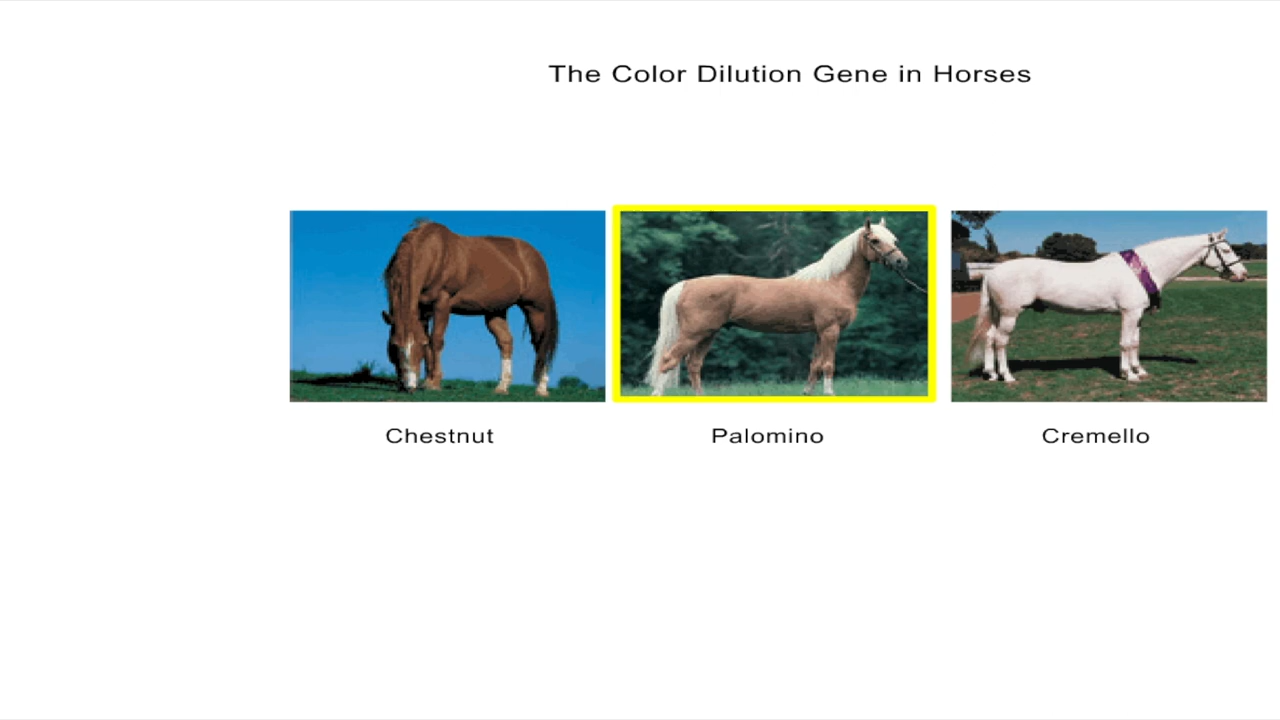 The Color Dilution Gene in Horses
Chestnut
Palomino
Cremello